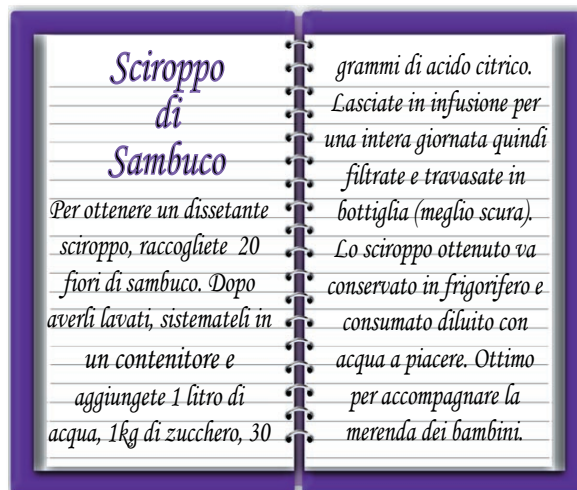 Sciroppo
di
Sambuco
Per ottenere un dissetante
sciroppo, raccogliete 20
fiori di sambuco. Dopo
averli lavati, sistemateli in
un contenitore e
aggiungete 1 litro di
acqua, 1kg di zucchero, 30
grammi di acido citrico.
Lasciate in infusione per
una intera giornata quindi
filtrate e travasate in
bottiglia (meglio scura).
Lo sciroppo ottenuto va
conservato in frigorifero e
consumato diluito con
acqua a piacere. Ottimo
per accompagnare la
merenda dei bambini.